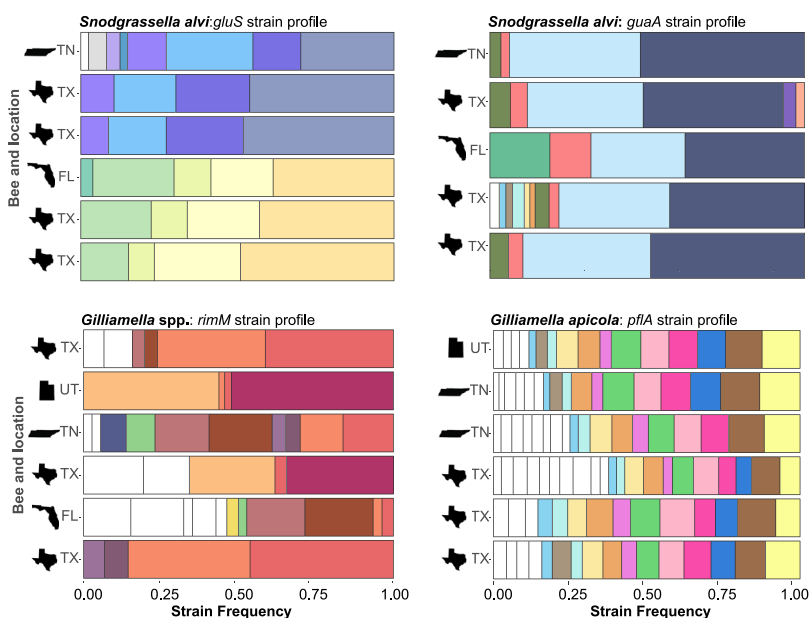 Snodgrassella alvi:gluS strain profile
Snodgrassella alvi: guaA strain profile
Bee and location
TN
TX
TX
FL
TX
TX
TN
TX
FL
TX
TX
Gilliamella spp.: rimM strain profile
Gilliamella apicola: pflA strain profile
Bee and location
TX
UT
TN
TX
FL
TX
UT
TN
TN
TX
TX
TX
0.00 0.25 0.50 0.75 1.00
0.00 0.25 0.50 0.75 1.00
Strain Frequency
Strain Frequency